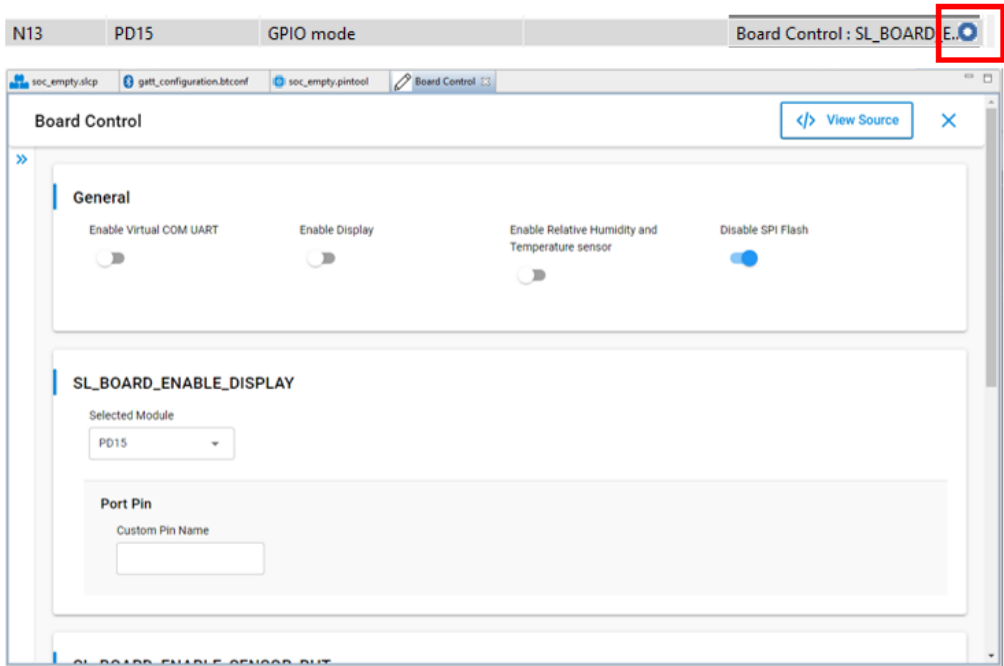 N13 PD15 GPIO mode Board Control : SL_BOARD_E..
soc_empty.slcp gatt_configuration.btconf soc_empty.pintool Board Control
Board Control
</> View Source
General
Enable Virtual COM UART
Enable Display
Enable Relative Humidity and
Temperature sensor
Disable SPI Flash
SL_BOARD_ENABLE_DISPLAY
Selected Module
PD15
Port Pin
Custom Pin Name
SL_BOARD_ENABLE_SENSOR_RHT